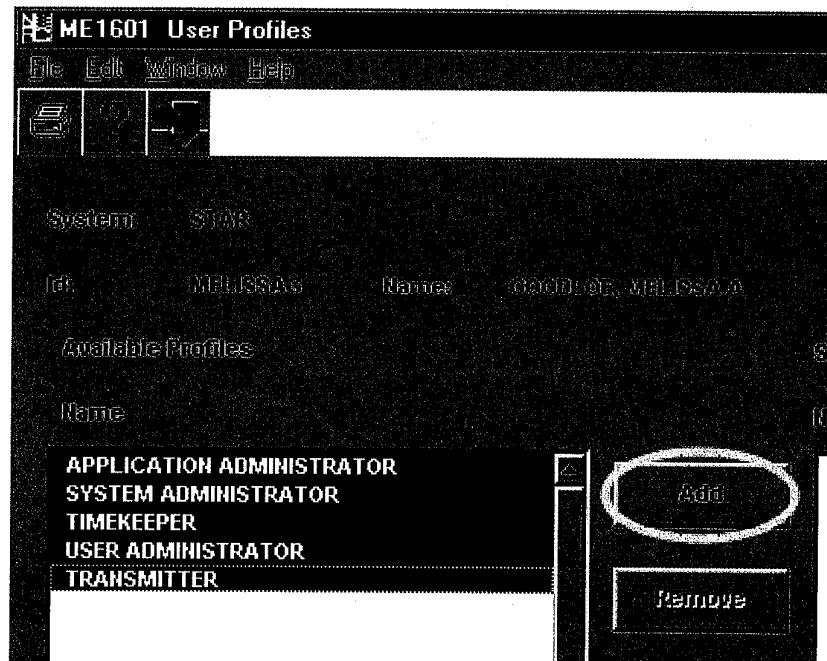 ME1601 User Profiles
File Edit Window Help
System: STAR
Id: MELISSAG Name: GOODLOE, MELISSA A
Available Profiles
Name
APPLICATION ADMINISTRATOR
SYSTEM ADMINISTRATOR
TIMEKEEPER
USER ADMINISTRATOR
TRANSMITTER
Add
Remove